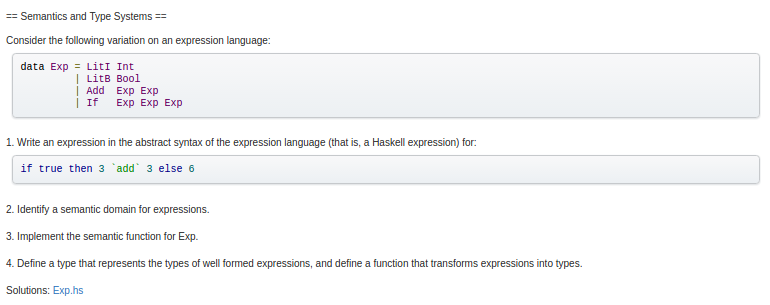 == Semantics and Type Systems ==
Consider the following variation on an expression language:
data Exp = LitI Int
         | LitB Bool
         | Add  Exp Exp
         | If   Exp Exp Exp
1. Write an expression in the abstract syntax of the expression language (that is, a Haskell expression) for:
if true then 3 `add` 3 else 6
2. Identify a semantic domain for expressions.
3. Implement the semantic function for Exp.
4. Define a type that represents the types of well formed expressions, and define a function that transforms expressions into types.
Solutions: Exp.hs